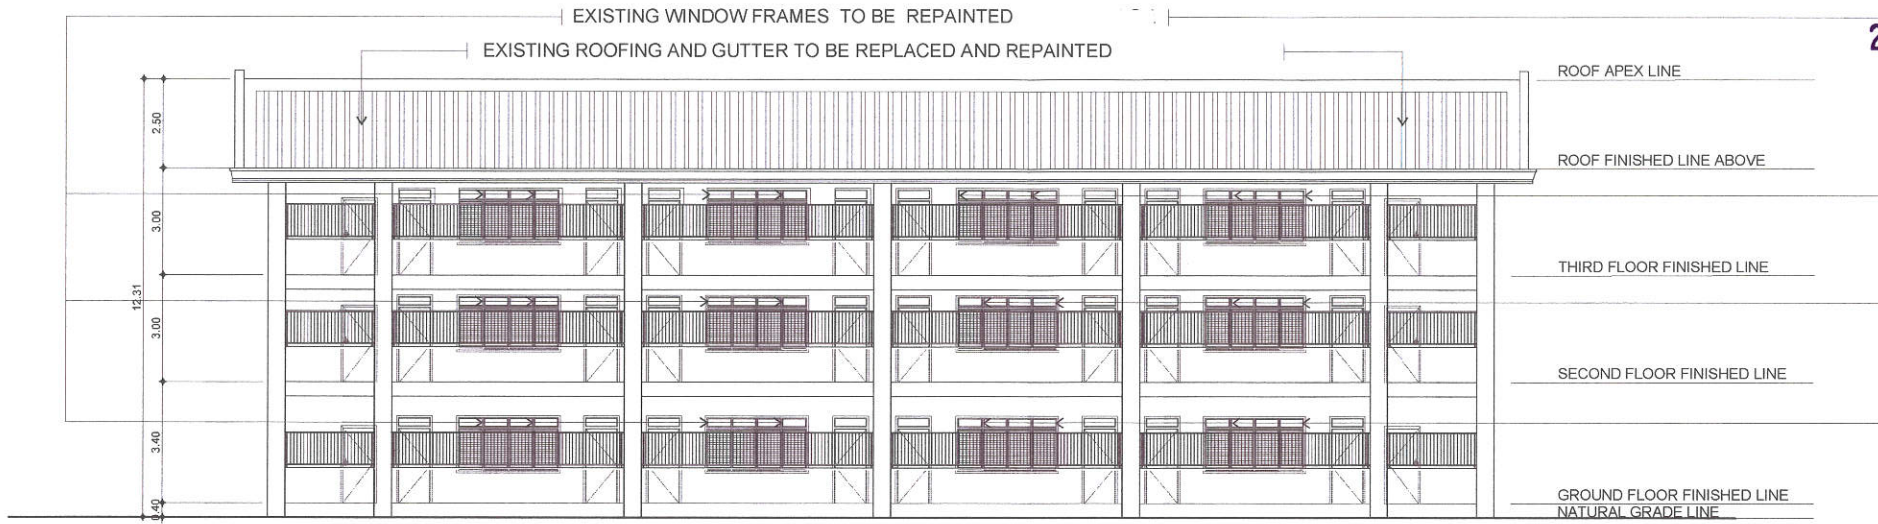 EXISTING WINDOW FRAMES TO BE REPAINTED
2
EXISTING ROOFING AND GUTTER TO BE REPLACED AND REPAINTED
ROOF APEX LINE
2.50
ROOF FINISHED LINE ABOVE
3.00
THIRD FLOOR FINISHED LINE
12.31
3.00
SECOND FLOOR FINISHED LINE
3.40
GROUND FLOOR FINISHED LINE
0.40
NATURAL GRADE LINE